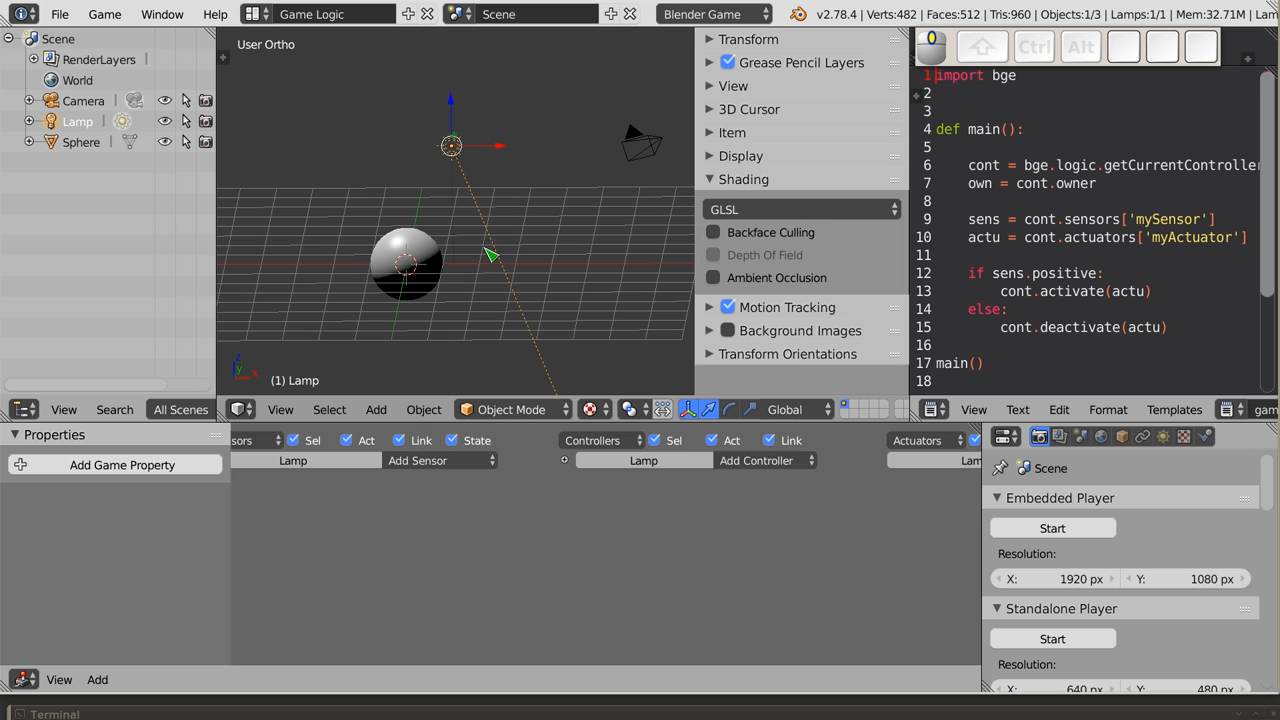 File Game Window Help Game Logic Scene Blender Game v2.78.4 | Verts:482 | Faces:512 | Tris:960 | Objects:1/3 | Lamps:1/1 | Mem:32.71M | Lam
Scene
RenderLayers
World
Camera
Lamp
Sphere
View Search All Scenes
User Ortho
(1) Lamp
View Select Add Object Object Mode Global
Transform
Grease Pencil Layers
View
3D Cursor
Item
Display
Shading
GLSL
Backface Culling
Depth Of Field
Ambient Occlusion
Motion Tracking
Background Images
Transform Orientations
Ctrl Alt
1 import bge
2
3
4 def main():
5
6 cont = bge.logic.getCurrentController
7 own = cont.owner
8
9 sens = cont.sensors['mySensor']
10 actu = cont.actuators['myActuator']
11
12 if sens.positive:
13 cont.activate(actu)
14 else:
15 cont.deactivate(actu)
16
17 main()
18
View Text Edit Format Templates gam
Properties
Add Game Property
sors Sel Act Link State
Lamp Add Sensor
Controllers Sel Act Link
Lamp Add Controller
Actuators
Lam
View Add
Scene
Embedded Player
Start
Resolution:
X: 1920 px Y: 1080 px
Standalone Player
Start
Resolution:
X: 640 px Y: 480 px
Terminal